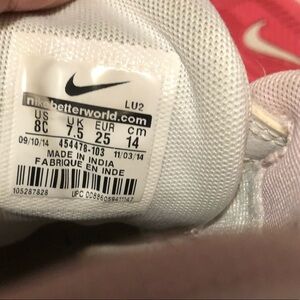 LU2
nikebetterworld.com
US UK EUR cm
8C 7.5 25 14
09/10/14 454478-103 11/03/14
MADE IN INDIA
FABRIQUE EN INDE
105287828
UPC